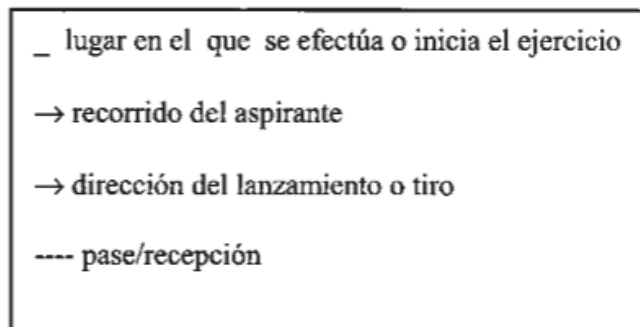 _ lugar en el que se efectúa o inicia el ejercicio
→ recorrido del aspirante
→ dirección del lanzamiento o tiro
---- pase/recepción